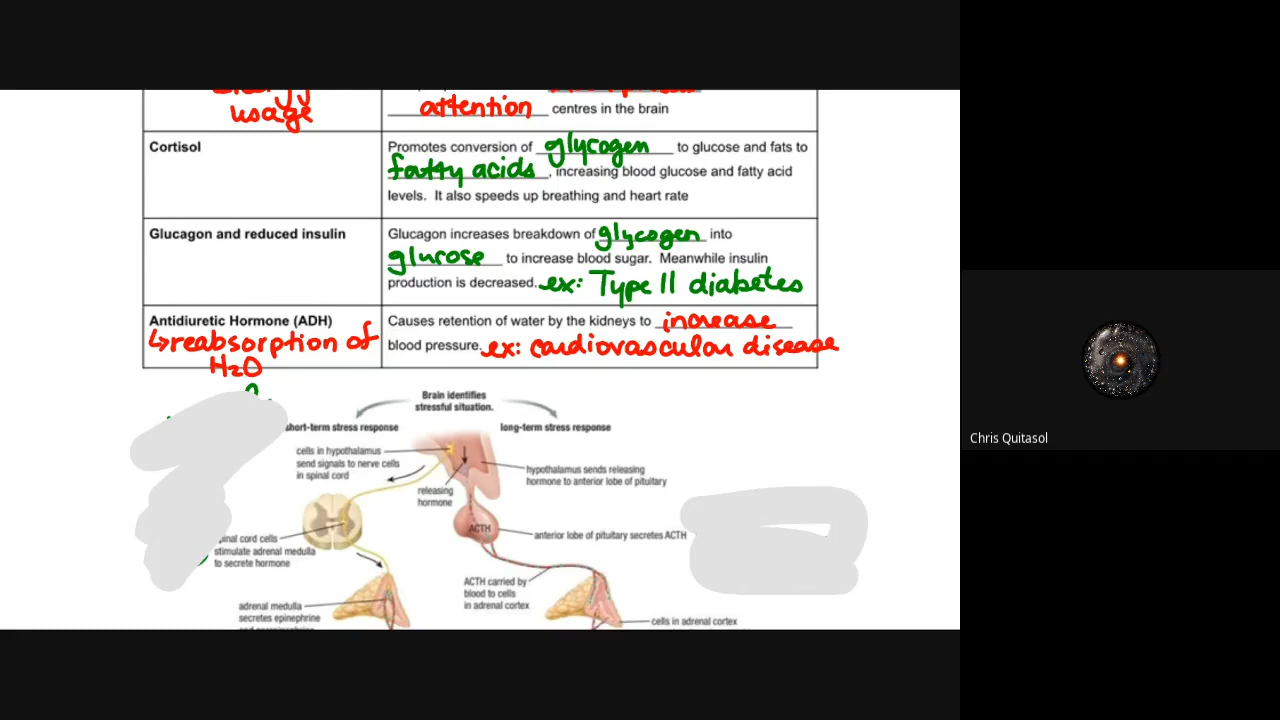 usage
attention centres in the brain
Cortisol
Promotes conversion of glycogen to glucose and fats to
fatty acids, increasing blood glucose and fatty acid
levels. It also speeds up breathing and heart rate
Glucagon and reduced insulin
Glucagon increases breakdown of glycogen into
glucose to increase blood sugar. Meanwhile insulin
production is decreased. ex: Type II diabetes
Antidiuretic Hormone (ADH)
↳reabsorption of
H₂O
Causes retention of water by the kidneys to increase
blood pressure. ex: cardiovascular disease
Brain identifies
stressful situation.
short-term stress response
long-term stress response
cells in hypothalamus
send signals to nerve cells
in spinal cord
releasing
hormone
hypothalamus sends releasing
hormone to anterior lobe of pituitary
ACTH
anterior lobe of pituitary secretes ACTH
spinal cord cells
stimulate adrenal medulla
to secrete hormone
ACTH carried by
blood to cells
in adrenal cortex
adrenal medulla
secretes epinephrine
cells in adrenal cortex
Chris Quitasol